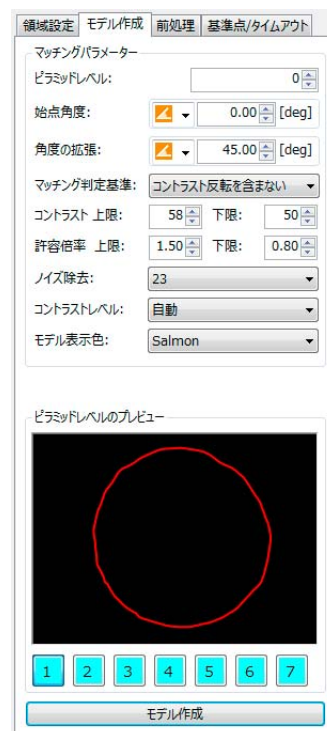 領域設定 モデル作成 前処理 基準点/タイムアウト
マッチングパラメーター
ピラミッドレベル: 0
始点角度: 0.00 [deg]
角度の拡張: 45.00 [deg]
マッチング判定基準: コントラスト反転を含まない
コントラスト 上限: 58 下限: 50
許容倍率 上限: 1.50 下限: 0.80
ノイズ除去: 23
コントラストレベル: 自動
モデル表示色: Salmon
ピラミッドレベルのプレビュー
1 2 3 4 5 6 7
モデル作成